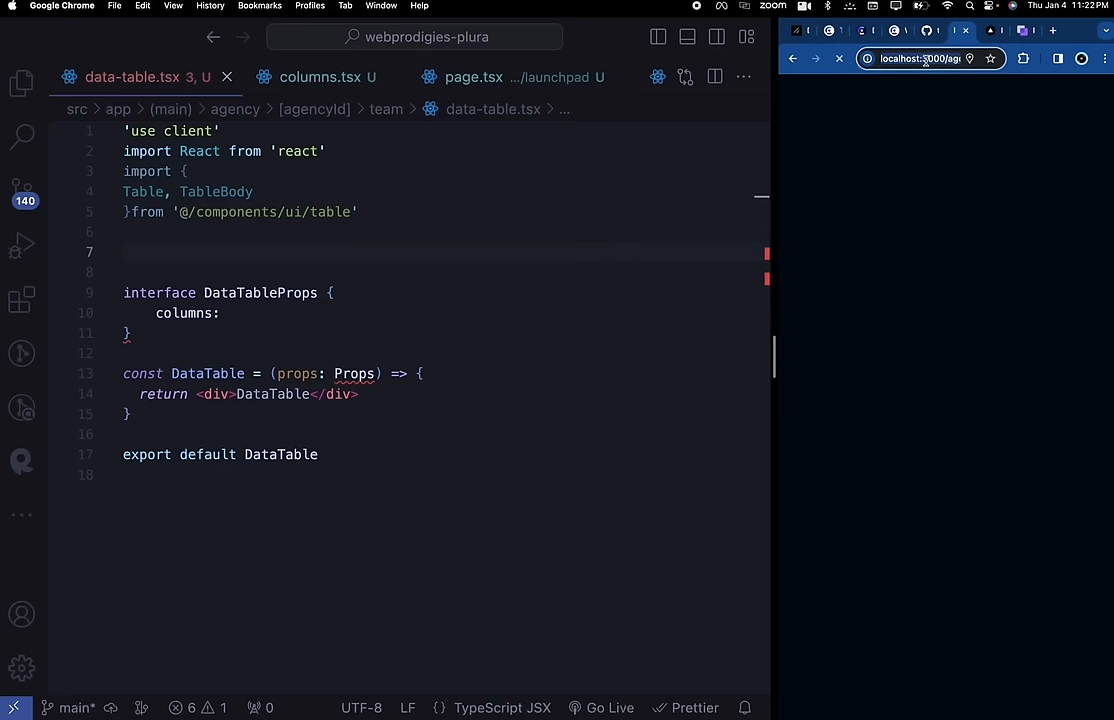 Google Chrome File Edit View History Bookmarks Profiles Tab Window Help zoom Thu Jan 4 11:22 PM
webprodigies-plura
localhost:3000/age
data-table.tsx 3, U columns.tsx U page.tsx .../launchpad U
src > app > (main) > agency > [agencyId] > team > data-table.tsx > ...
1 'use client'
2 import React from 'react'
3 import {
4 Table, TableBody
5 }from '@/components/ui/table'
6
7
8
9 interface DataTableProps {
10 columns:
11 }
12
13 const DataTable = (props: Props) => {
14 return <div>DataTable</div>
15 }
16
17 export default DataTable
18
140
main* 6 1 0 UTF-8 LF {} TypeScript JSX Go Live Prettier